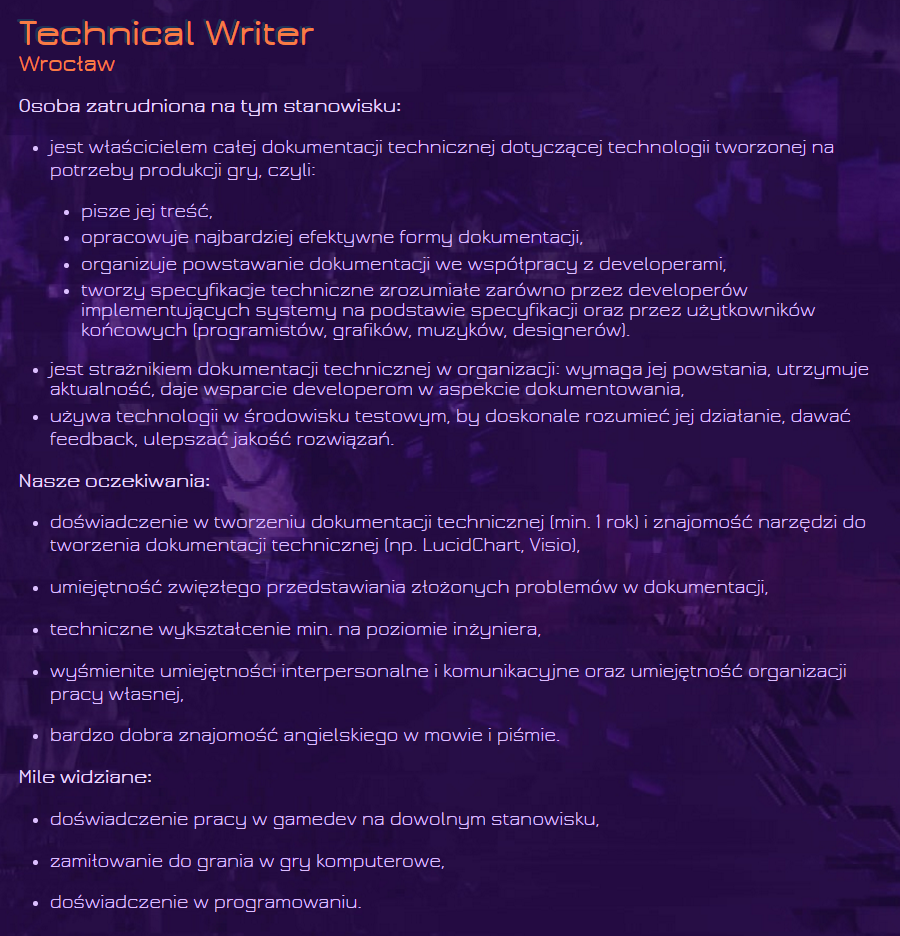 Technical Writer
Wrocław
Osoba zatrudniona na tym stanowisku:
• jest właścicielem całej dokumentacji technicznej dotyczącej technologii tworzonej na
potrzeby produkcji gry, czyli:
• pisze jej treść,
• opracowuje najbardziej efektywne formy dokumentacji,
• organizuje powstawanie dokumentacji we współpracy z developerami,
• tworzy specyfikacje techniczne zrozumiałe zarówno przez developerów
implementujących systemy na podstawie specyfikacji oraz przez użytkowników
końcowych (programistów, grafików, muzyków, designerów).
• jest strażnikiem dokumentacji technicznej w organizacji: wymaga jej powstania, utrzymuje
aktualność, daje wsparcie developerom w aspekcie dokumentowania,
• używa technologii w środowisku testowym, by doskonale rozumieć jej działanie, dawać
feedback, ulepszać jakość rozwiązań.
Nasze oczekiwania:
• doświadczenie w tworzeniu dokumentacji technicznej (min. 1 rok) i znajomość narzędzi do
tworzenia dokumentacji technicznej (np. LucidChart, Visio),
• umiejętność zwięzłego przedstawiania złożonych problemów w dokumentacji,
• techniczne wykształcenie min. na poziomie inżyniera,
• wyśmienite umiejętności interpersonalne i komunikacyjne oraz umiejętność organizacji
pracy własnej,
• bardzo dobra znajomość angielskiego w mowie i piśmie.
Mile widziane:
• doświadczenie pracy w gamedev na dowolnym stanowisku,
• zamiłowanie do grania w gry komputerowe,
• doświadczenie w programowaniu.